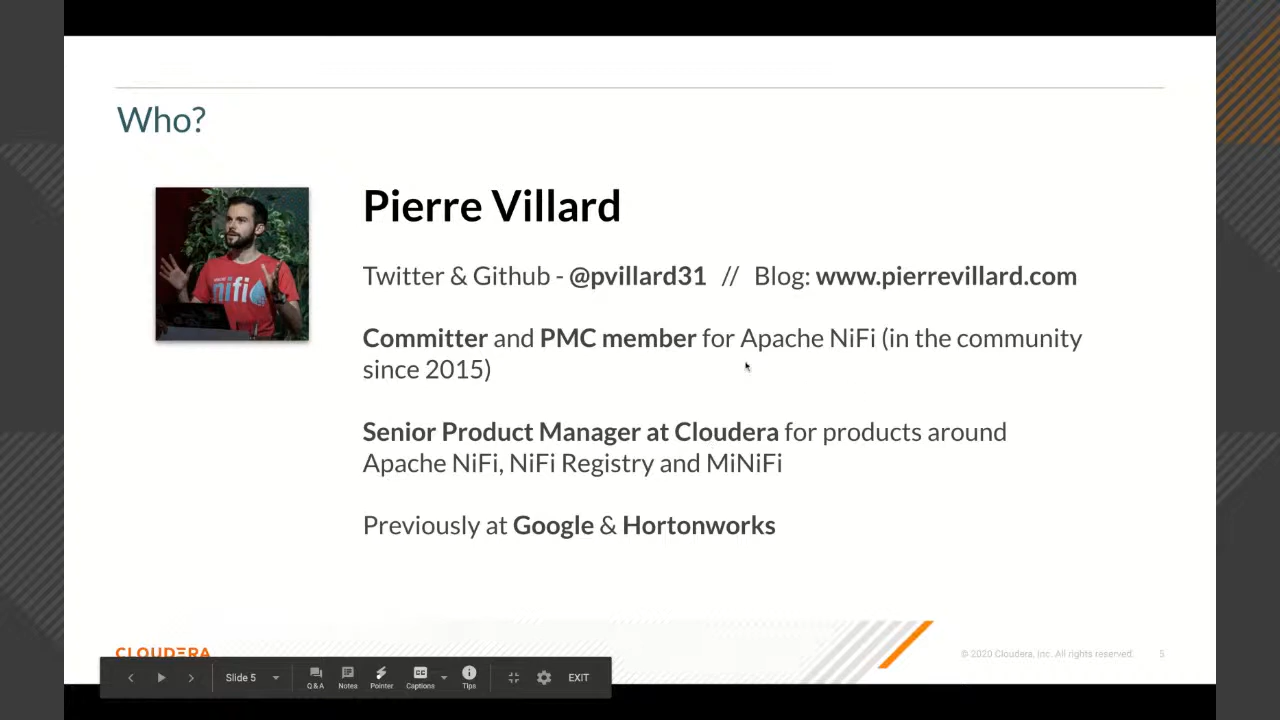 Who?
Pierre Villard
Twitter & Github - @pvillard31 // Blog: www.pierrevillard.com
Committer and PMC member for Apache NiFi (in the community
since 2015)
Senior Product Manager at Cloudera for products around
Apache NiFi, NiFi Registry and MiNiFi
Previously at Google & Hortonworks
nifi
CLOUDERA
© 2020 Cloudera, Inc. All rights reserved. 5
Slide 5
Q & A
Notes
Pointer
CC
Captions
Tips
EXIT